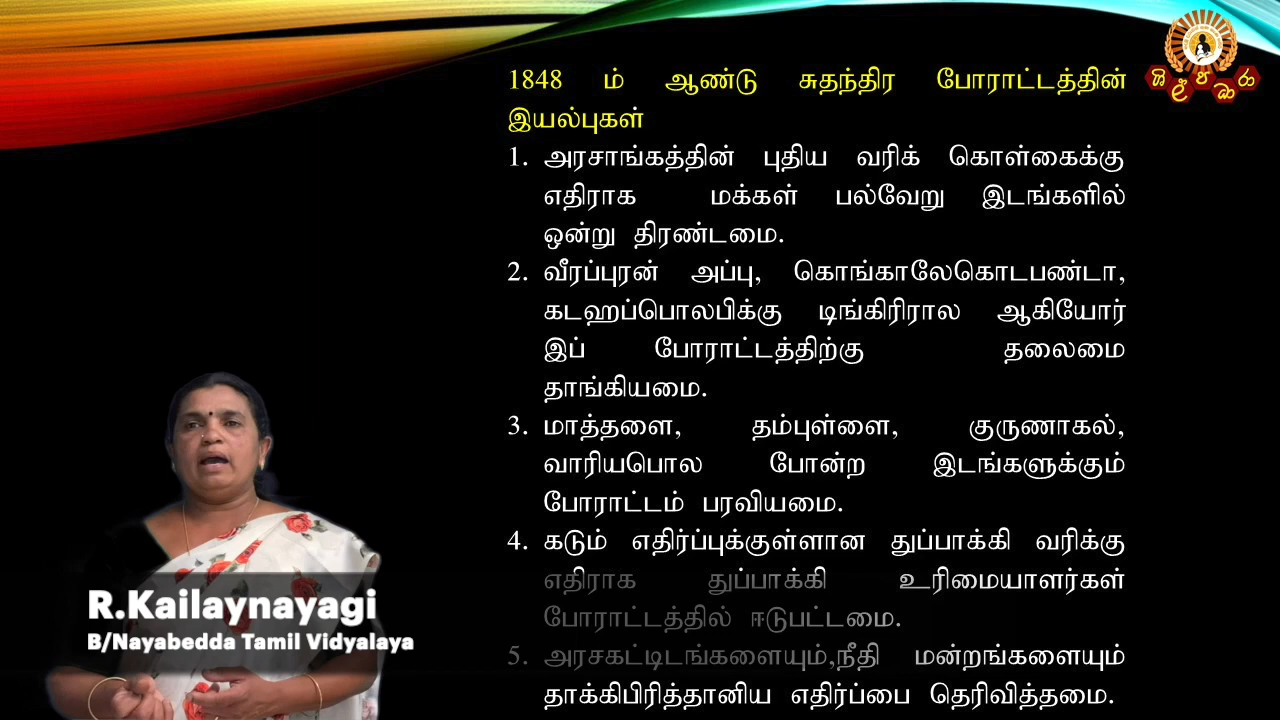 1848 ம் ஆண்டு சுதந்திர போராட்டத்தின்
இயல்புகள்
1. அரசாங்கத்தின் புதிய வரிக் கொள்கைக்கு
எதிராக மக்கள் பல்வேறு இடங்களில்
ஒன்று திரண்டமை.
2. வீரப்புரன் அப்பு, கொங்காலேகொடபண்டா,
கடஹப்பொலபிக்கு டிங்கிரிரால ஆகியோர்
இப் போராட்டத்திற்கு தலைமை
தாங்கியமை.
3. மாத்தளை, தம்புள்ளை, குருணாகல்,
வாரியபொல போன்ற இடங்களுக்கும்
போராட்டம் பரவியமை.
4. கடும் எதிர்ப்புக்குள்ளான துப்பாக்கி வரிக்கு
எதிராக துப்பாக்கி உரிமையாளர்கள்
போராட்டத்தில் ஈடுபட்டமை.
5. அரசகட்டிடங்களையும்,நீதி மன்றங்களையும்
தாக்கிபிரித்தானிய எதிர்ப்பை தெரிவித்தமை.
R.Kailaynayagi
B/Nayabedda Tamil Vidyalaya